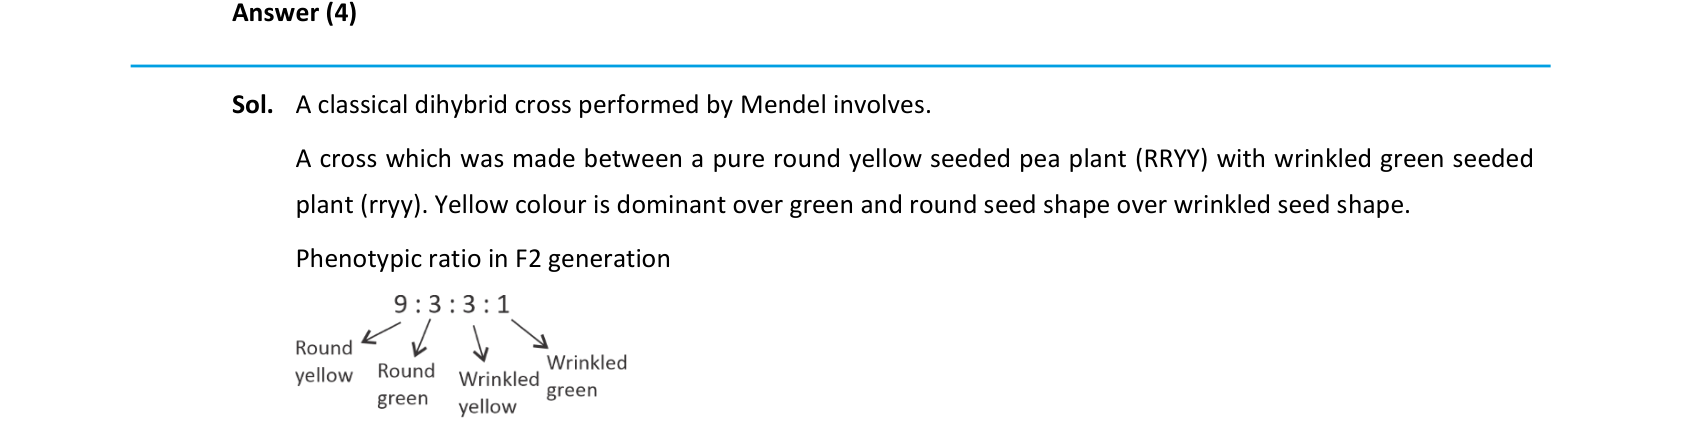 Answer (4)
Sol. A classical dihybrid cross performed by Mendel involves.
A cross which was made between a pure round yellow seeded pea plant (RRYY) with wrinkled green seeded
plant (rryy). Yellow colour is dominant over green and round seed shape over wrinkled seed shape.
Phenotypic ratio in F2 generation
9 : 3 : 3 : 1
Round
yellow
Round
green
Wrinkled
yellow
Wrinkled
green